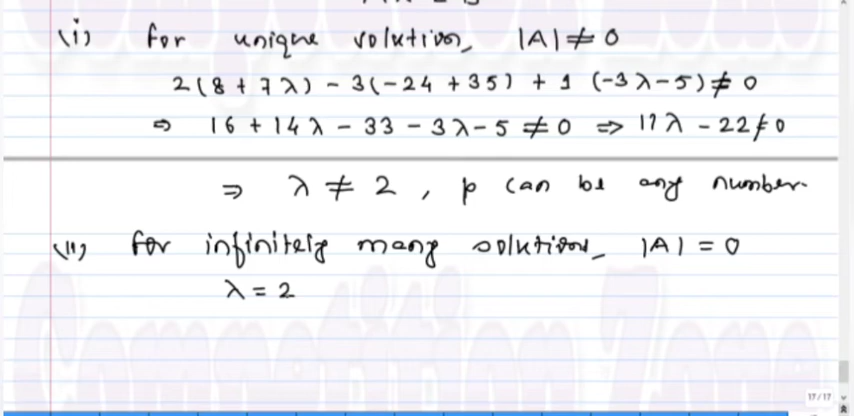 (i) For unique solution, |A| ≠ 0
2(8 + 7λ) - 3(-24 + 35) + 1 (-3λ-5) ≠ 0
⇒ 16 + 14λ - 33 - 3λ - 5 ≠ 0 ⇒ 11λ - 22 ≠ 0
⇒ λ ≠ 2, p can be any number.
(ii) For infinitely many solution, |A| = 0
λ = 2
17/17